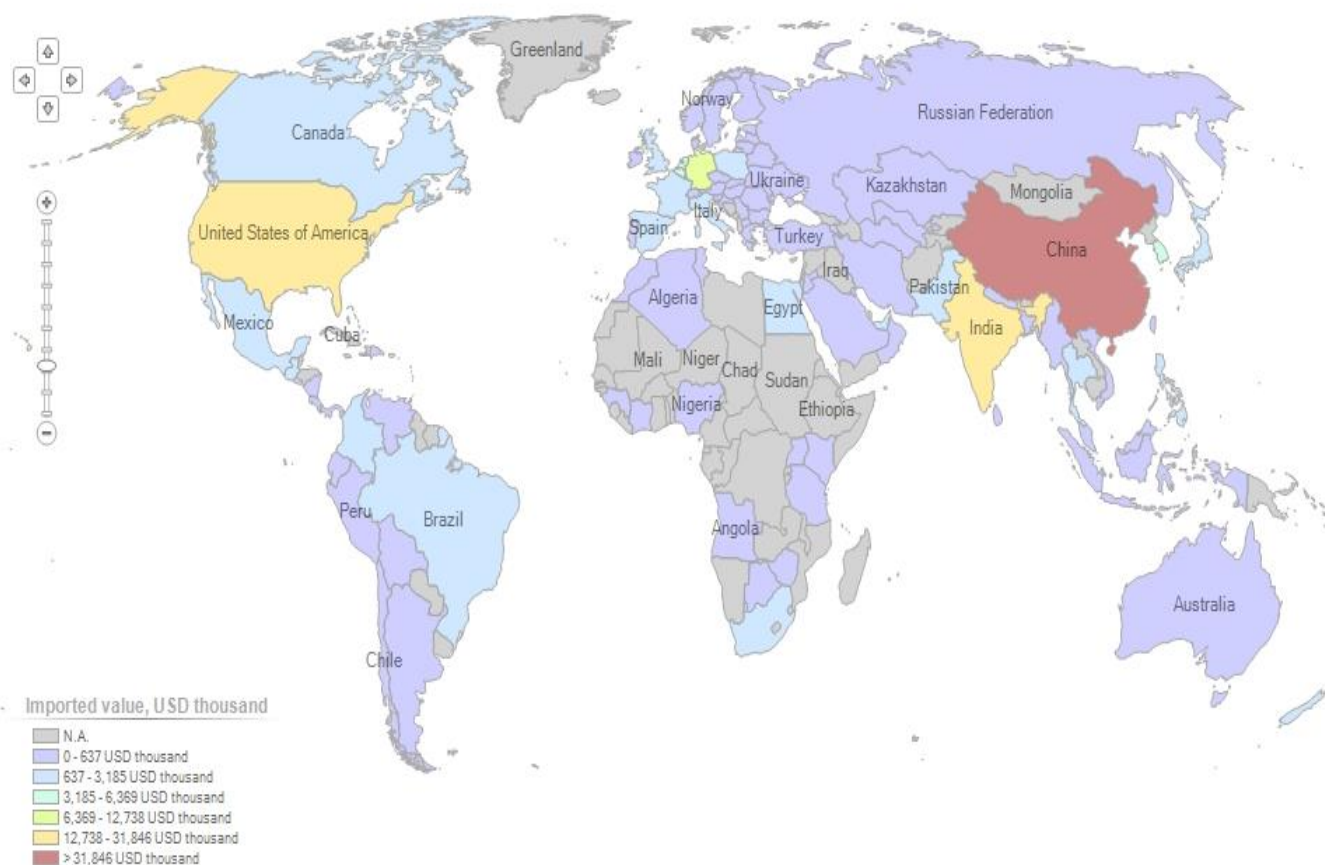 Greenland
Norway
Russian Federation
Canada
Ukraine
Kazakhstan
Mongolia
Italy
United States of America
Spain
Turkey
China
Iraq
Pakistan
Algeria
Egypt
Mexico
Cuba
India
Mali
Niger
Chad
Sudan
Nigeria
Ethiopia
Peru
Brazil
Angola
Australia
Chile
Imported value, USD thousand
N.A.
0 - 637 USD thousand
637 - 3,185 USD thousand
3,185 - 6,369 USD thousand
6,369 - 12,738 USD thousand
12,738 - 31,846 USD thousand
> 31,846 USD thousand